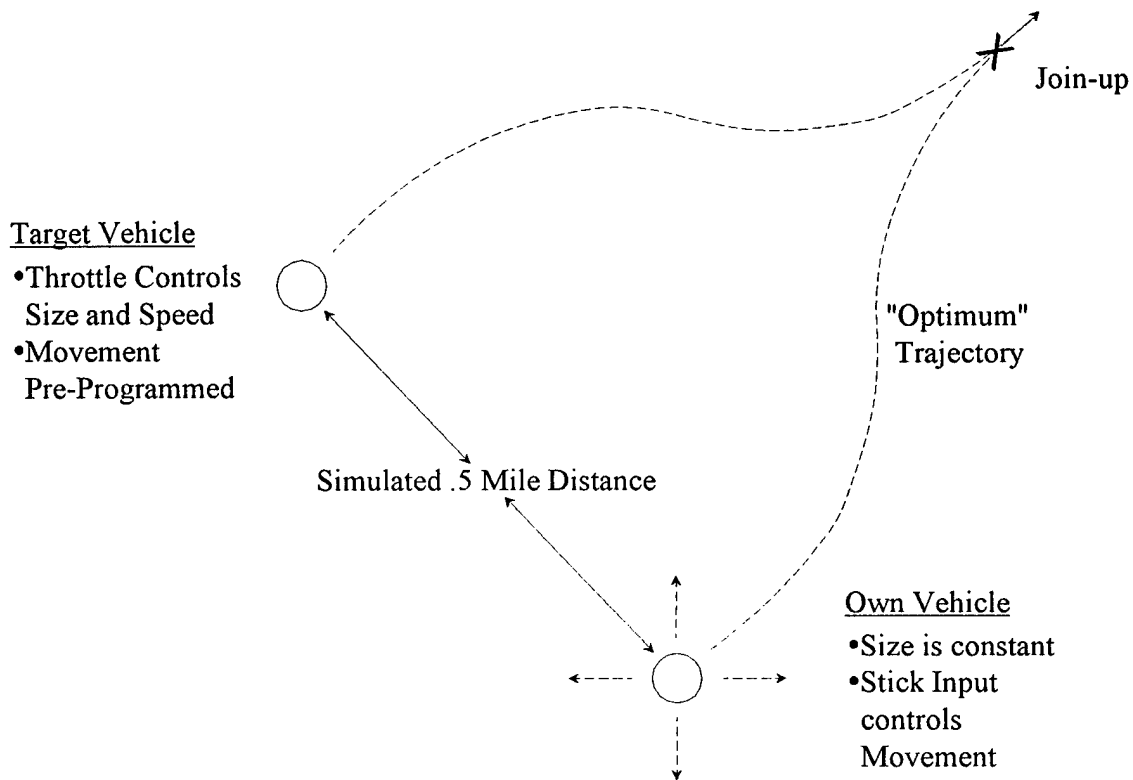 Join-up
Target Vehicle
•Throttle Controls
Size and Speed
•Movement
Pre-Programmed
"Optimum"
Trajectory
Simulated .5 Mile Distance
Own Vehicle
•Size is constant
•Stick Input
controls
Movement